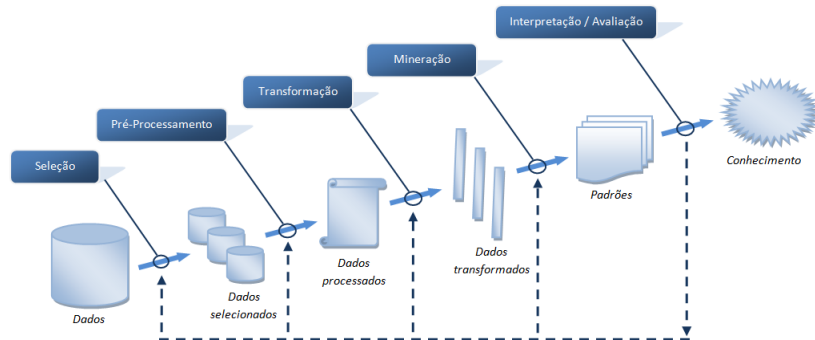 Interpretação / Avaliação
Mineração
Transformação
Pré-Processamento
Seleção
Conhecimento
Padrões
Dados
transformados
Dados
processados
Dados
selecionados
Dados